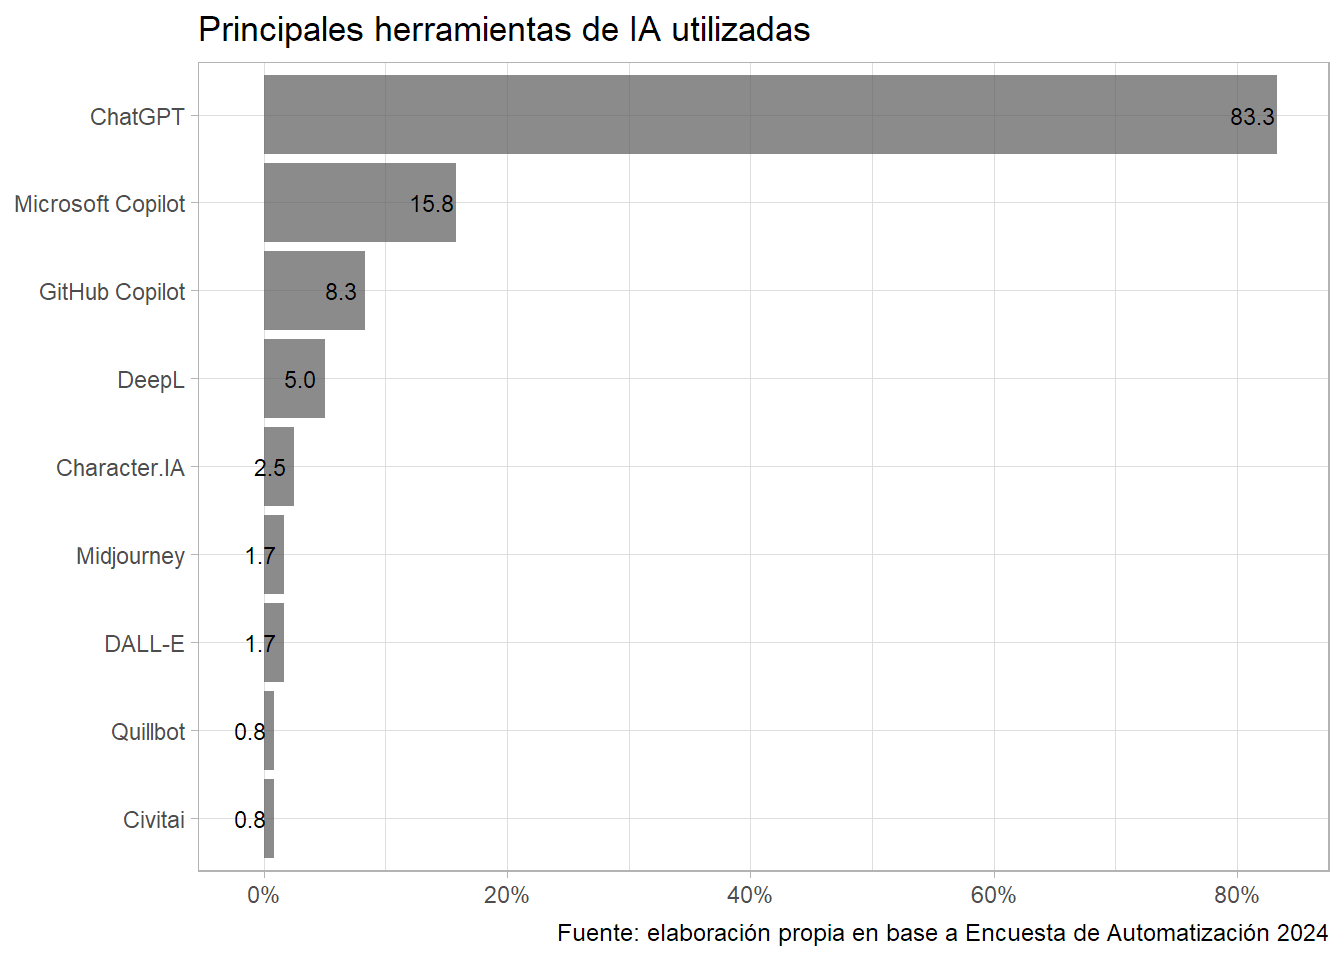 Principales herramientas de IA utilizadas
ChatGPT 83.3
Microsoft Copilot 15.8
GitHub Copilot 8.3
DeepL 5.0
Character.IA 2.5
Midjourney 1.7
DALL-E 1.7
Quillbot 0.8
Civitai 0.8
0% 20% 40% 60% 80%
Fuente: elaboración propia en base a Encuesta de Automatización 2024